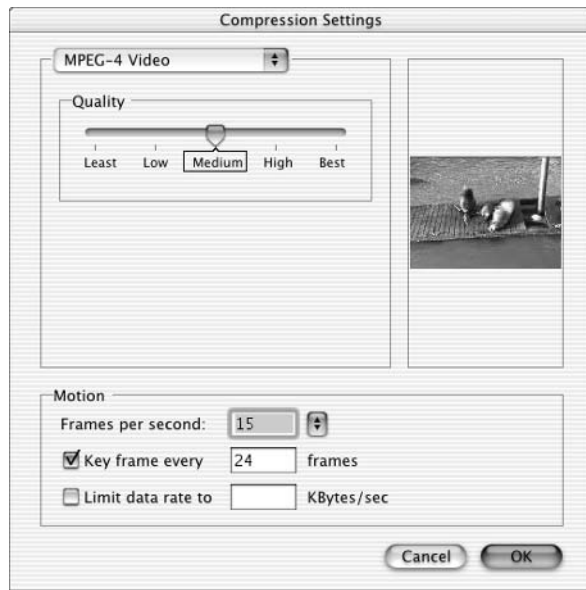 Compression Settings
MPEG-4 Video
Quality
Least Low Medium High Best
Motion
Frames per second: 15
Key frame every 24 frames
Limit data rate to KBytes/sec
Cancel OK